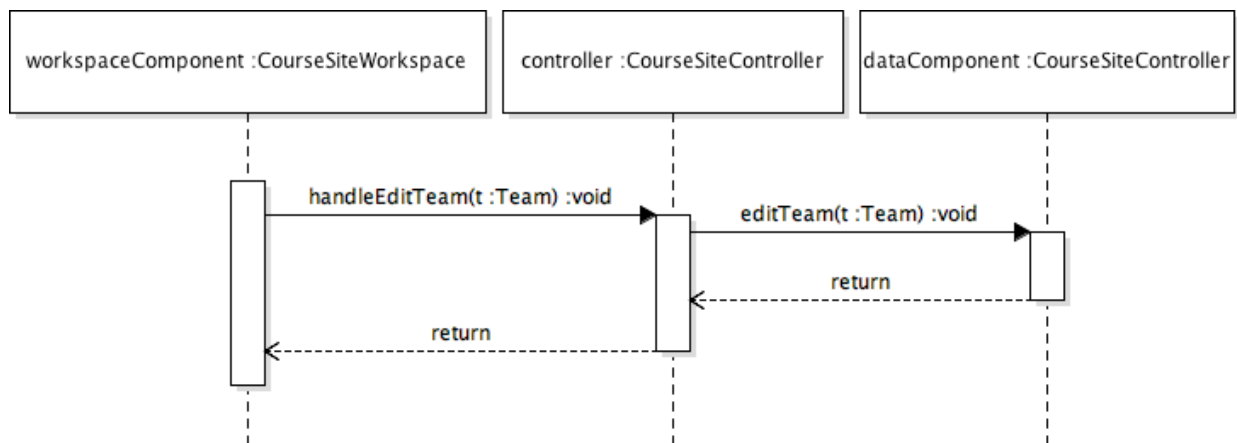 workspaceComponent :CourseSiteWorkspace
controller :CourseSiteController
dataComponent :CourseSiteController
handleEditTeam(t :Team) :void
editTeam(t :Team) :void
return
return